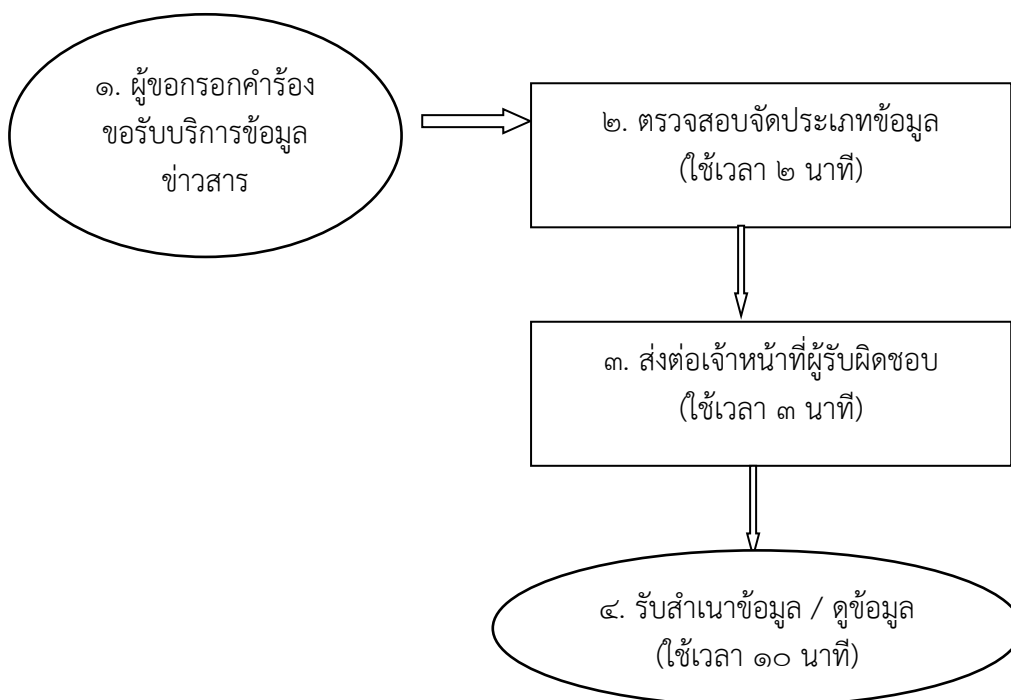 ๑. ผู้ขอกรอกคำร้อง
ขอรับบริการข้อมูล
ข่าวสาร
๒. ตรวจสอบจัดประเภทข้อมูล
(ใช้เวลา ๒ นาที)
๓. ส่งต่อเจ้าหน้าที่ผู้รับผิดชอบ
(ใช้เวลา ๓ นาที)
๔. รับสำเนาข้อมูล / ดูข้อมูล
(ใช้เวลา ๑๐ นาที)